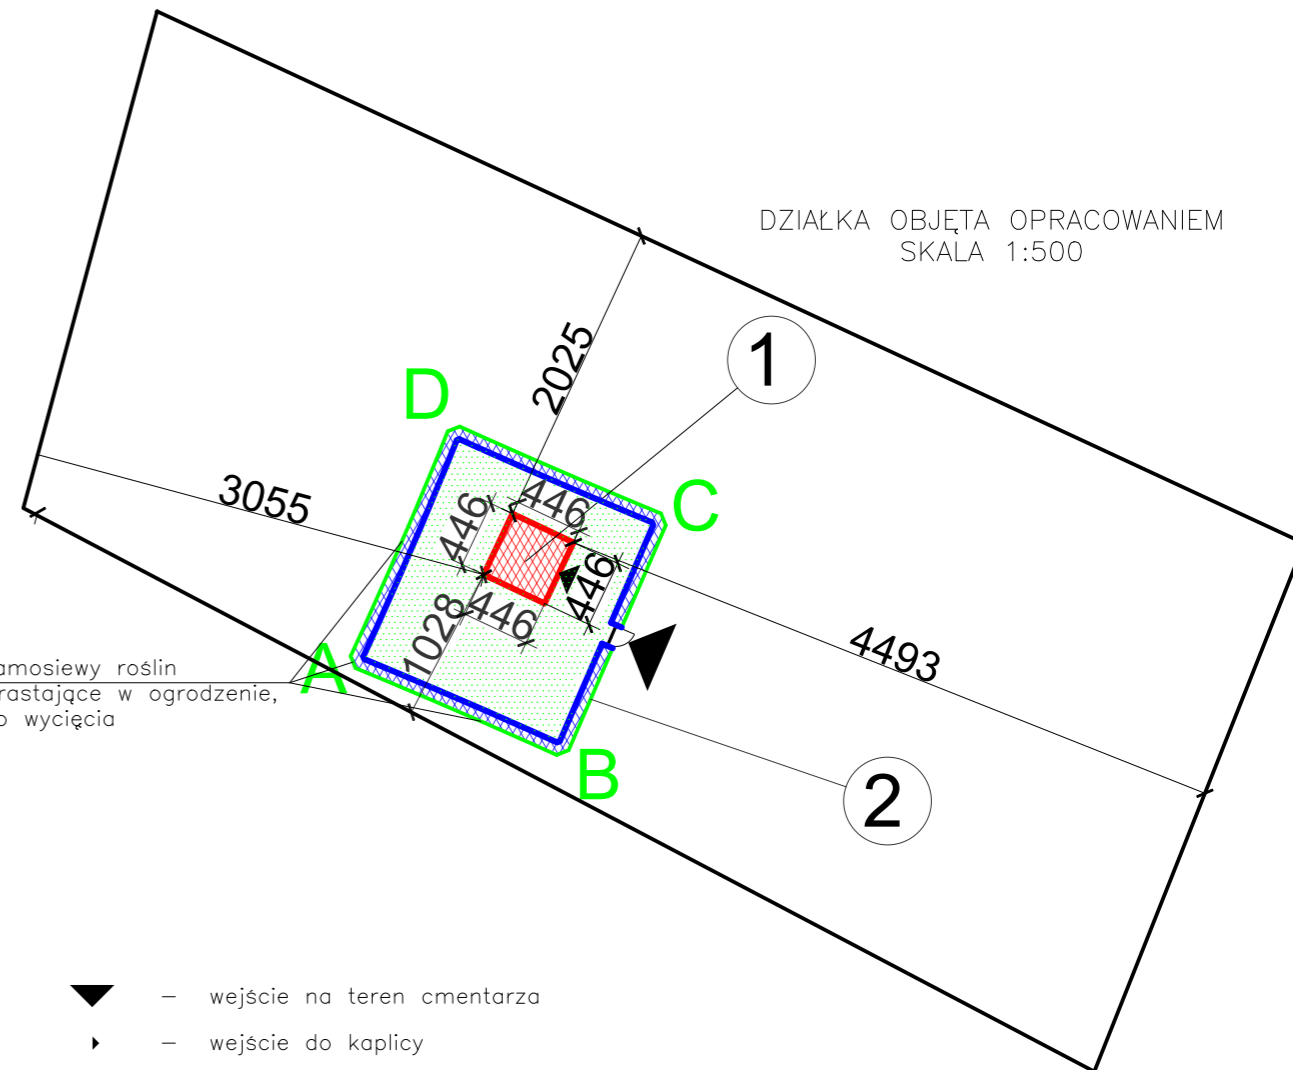 DZIAŁKA OBJĘTA OPRACOWANIEM
SKALA 1:500
1
2025
D
446
446
C
3055
446
446
1028
4493
A
amosiewy roślin
rastające w ogrodzenie,
o wycięcia
B
2
– wejście na teren cmentarza
– wejście do kaplicy